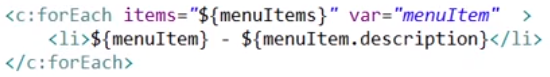 <c:forEach items="${menuItems}" var="menuItem"  >
    <li>${menuItem} - ${menuItem.description}</li>
</c:forEach>